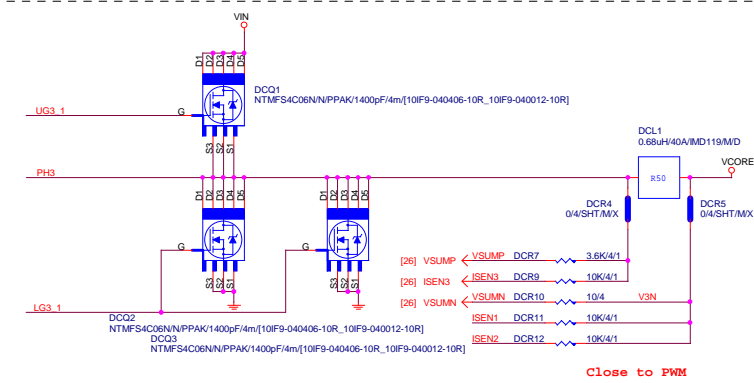 VIN
D1 D2 D3 D4 D5
DCQ1
NTMFS4C06N/N/PPAK/1400pF/4m/[10IF9-040406-10R_10IF9-040012-10R]
UG3_1
G
S3 S2 S1
DCL1
0.68uH/40A/IMD119/M/D
VCORE
PH3
R50
D1 D2 D3 D4 D5
D1 D2 D3 D4 D5
DCR4
0/4/SHT/M/X
DCR5
0/4/SHT/M/X
G
G
[26] VSUMP VSUMP DCR7 3.6K/4/1
[26] ISEN3 ISEN3 DCR9 10K/4/1
[26] VSUMN VSUMN DCR10 10/4 V3N
S3 S2 S1
S3 S2 S1
LG3_1
ISEN1 DCR11 10K/4/1
DCQ2
NTMFS4C06N/N/PPAK/1400pF/4m/[10IF9-040406-10R_10IF9-040012-10R]
DCQ3
NTMFS4C06N/N/PPAK/1400pF/4m/[10IF9-040406-10R_10IF9-040012-10R]
ISEN2 DCR12 10K/4/1
Close to PWM